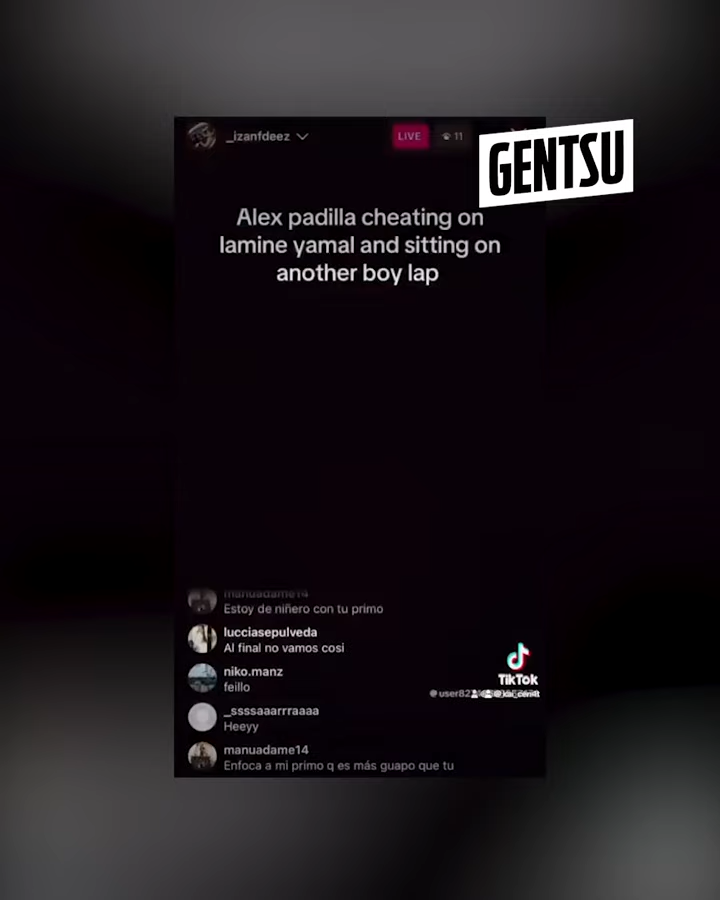 _izanfdeez
LIVE
11
GENTSU
Alex padilla cheating on
lamine yamal and sitting on
another boy lap
manuadame14
Estoy de niñero con tu primo
lucciasepulveda
Al final no vamos cosi
niko.manz
feillo
_ssssaaarrraaaa
Heeyy
manuadame14
Enfoca a mi primo q es más guapo que tu
TikTok